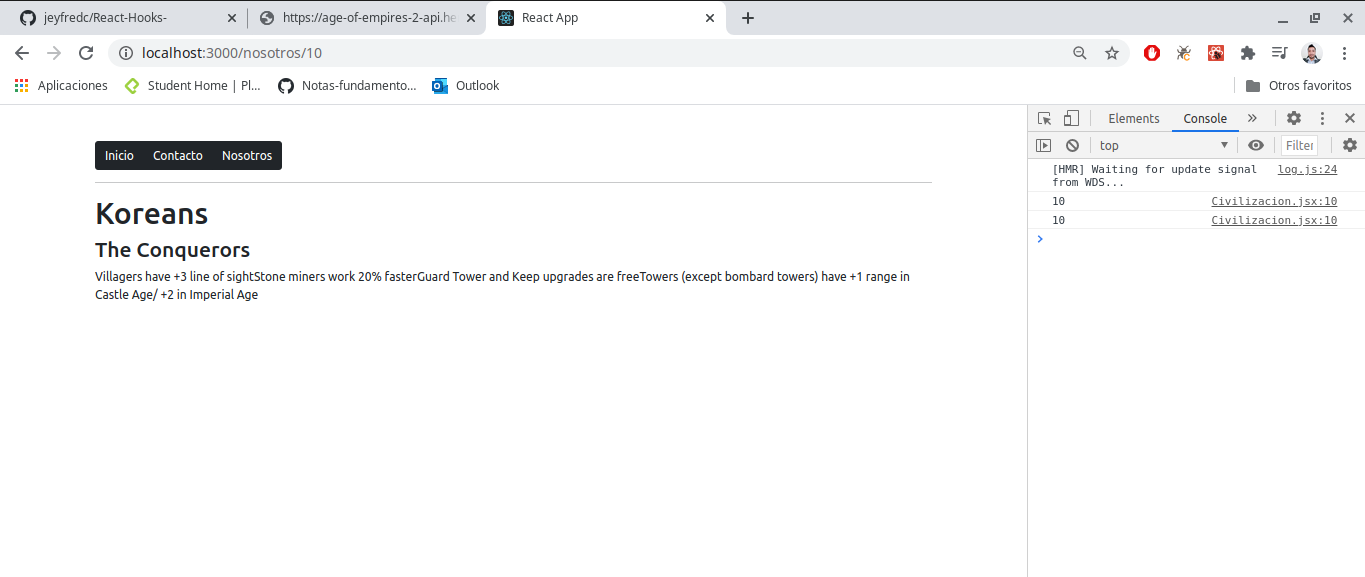 jeyfredc/React-Hooks-
https://age-of-empires-2-api.he
React App
localhost:3000/nosotros/10
Aplicaciones
Student Home | Pl...
Notas-fundamento...
Outlook
Otros favoritos
Inicio Contacto Nosotros
Koreans
The Conquerors
Villagers have +3 line of sightStone miners work 20% fasterGuard Tower and Keep upgrades are freeTowers (except bombard towers) have +1 range in
Castle Age/ +2 in Imperial Age
Elements Console »
top Filter
[HMR] Waiting for update signal log.js:24
from WDS...
10 Civilizacion.jsx:10
10 Civilizacion.jsx:10